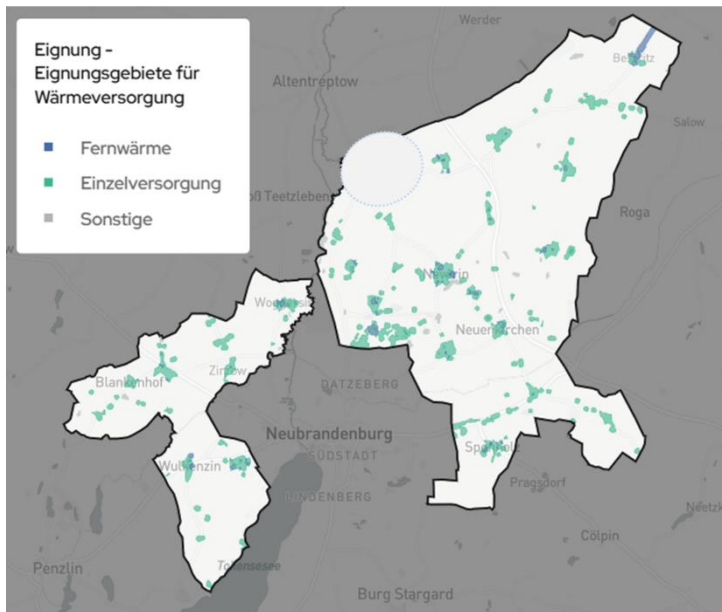 Eignung -
Eignungsgebiete für
Wärmeversorgung
Fernwärme
Einzelversorgung
Sonstige
Werder
Altentreptow
Salow
Roga
Neuenkirchen
Blankenhof
DATZEBERG
Neubrandenburg
SÜDSTADT
Wulkenzin
LINDENBERG
Pragsdorf
Cölpin
Tollensesee
Penzlin
Burg Stargard